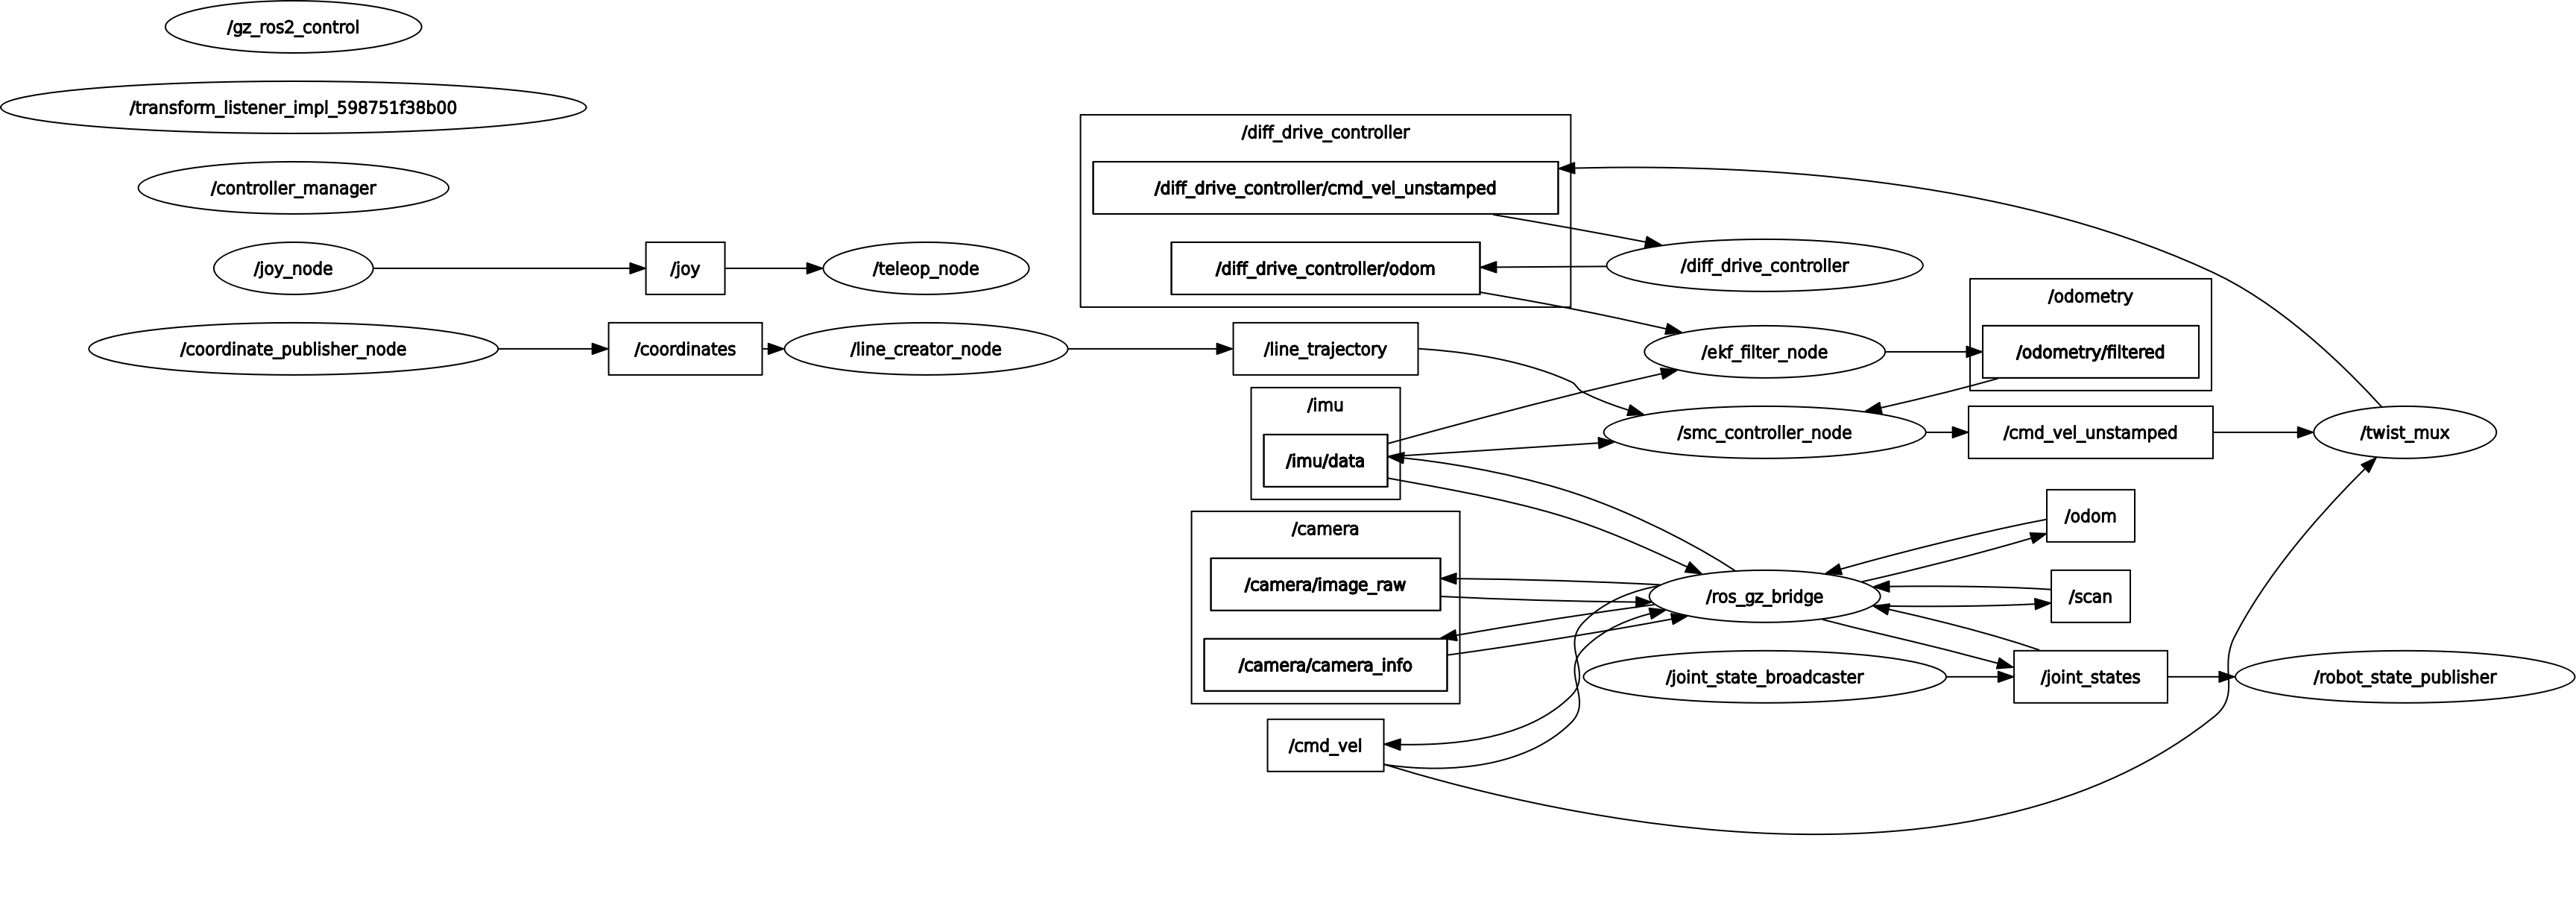 /gz_ros2_control
/transform_listener_impl_598751f38b00
/controller_manager
/joy_node
/joy
/teleop_node
/coordinate_publisher_node
/coordinates
/line_creator_node
/diff_drive_controller
/diff_drive_controller/cmd_vel_unstamped
/diff_drive_controller/odom
/line_trajectory
/imu
/imu/data
/camera
/camera/image_raw
/camera/camera_info
/cmd_vel
/diff_drive_controller
/ekf_filter_node
/smc_controller_node
/ros_gz_bridge
/joint_state_broadcaster
/odometry
/odometry/filtered
/cmd_vel_unstamped
/odom
/scan
/joint_states
/twist_mux
/robot_state_publisher